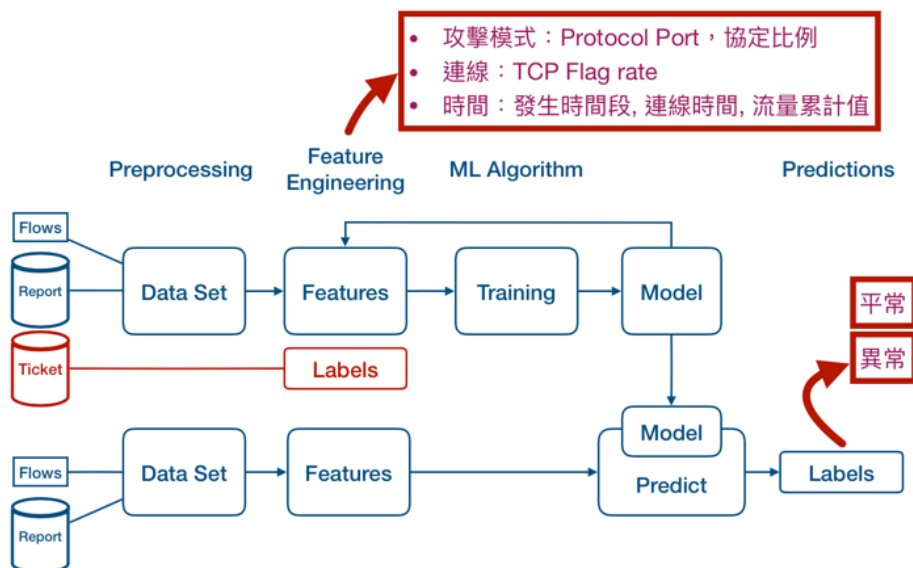 • 攻擊模式：Protocol Port，協定比例
• 連線：TCP Flag rate
• 時間：發生時間段, 連線時間, 流量累計值
Preprocessing
Feature
Engineering
ML Algorithm
Predictions
Flows
Report
Data Set
Features
Training
Model
平常
異常
Ticket
Labels
Model
Flows
Data Set
Features
Predict
Labels
Report